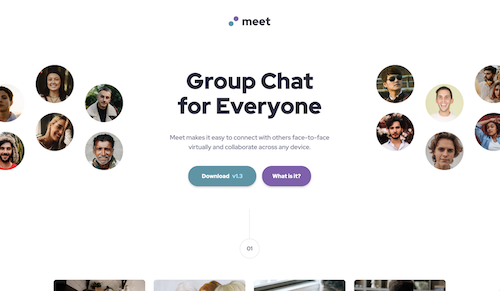 meet
Group Chat
for Everyone
Meet makes it easy to connect with others face-to-face
virtually and collaborate across any device.
Download v1.3
What is it?
01